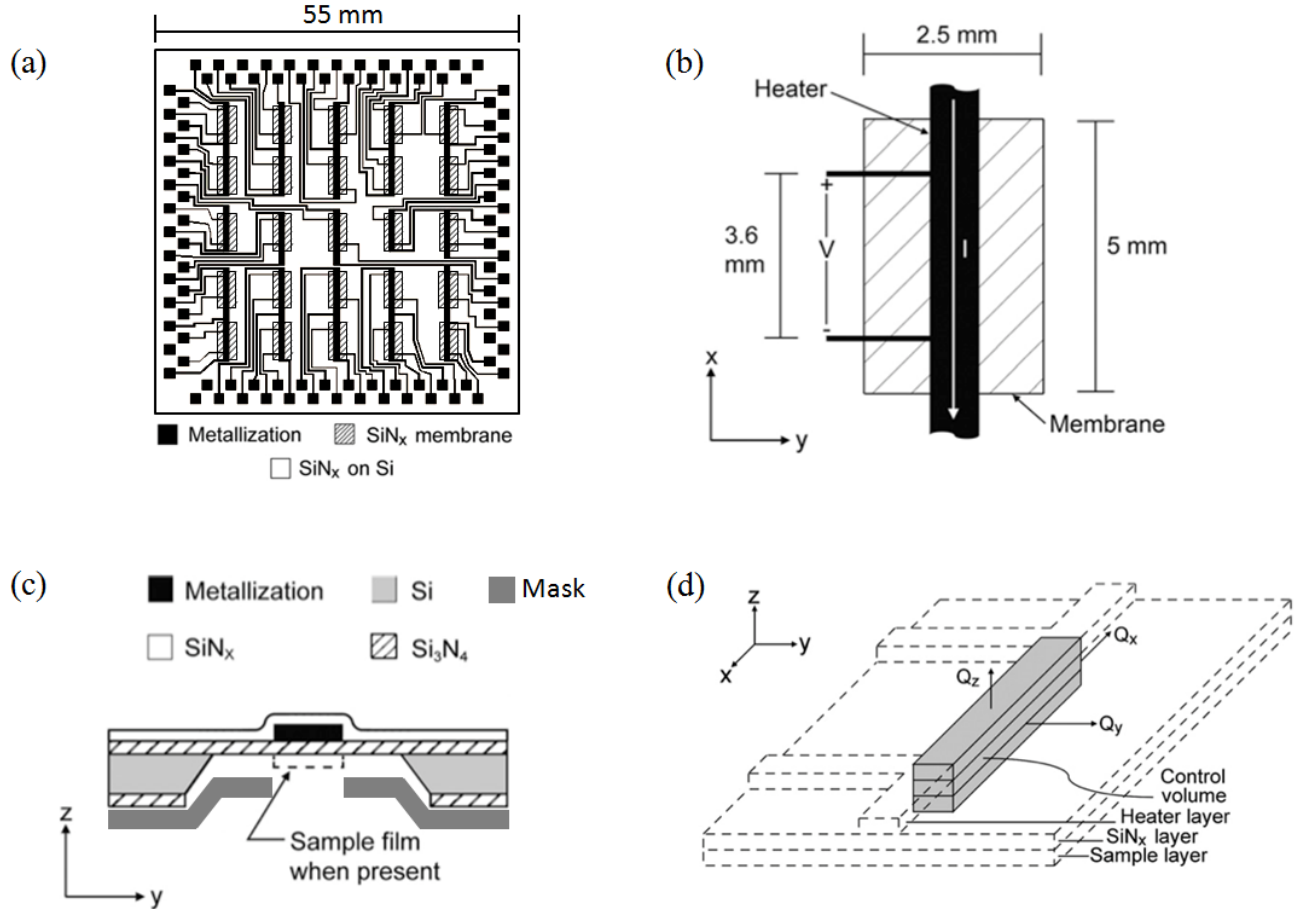 55 mm
(a)
Metallization
SiNx membrane
SiNx on Si
(b)
2.5 mm
Heater
+
V
-
3.6
mm
I
5 mm
x
y
Membrane
(c)
Metallization
Si
Mask
SiNX
Si3N4
Sample film
when present
z
y
(d)
z
y
x
Qx
Qz
Qy
Control
volume
Heater layer
SiNx layer
Sample layer